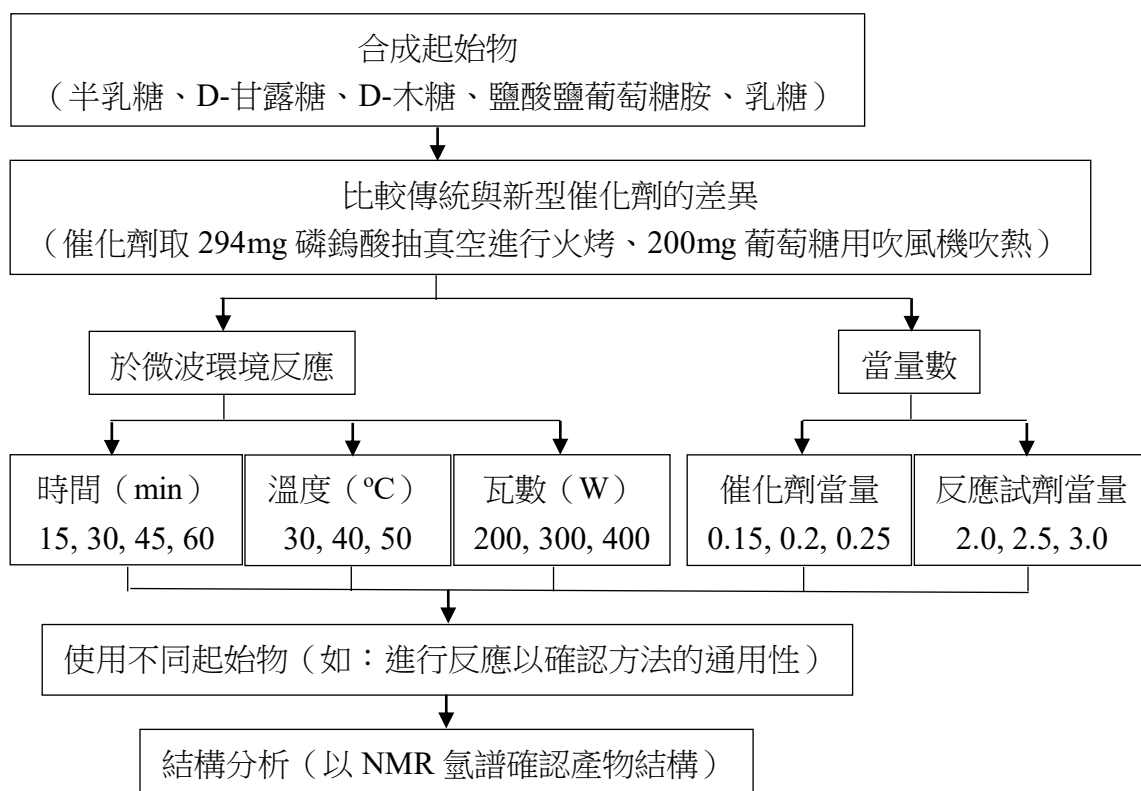 合成起始物
（半乳糖、D-甘露糖、D-木糖、鹽酸鹽葡萄糖胺、乳糖）
比較傳統與新型催化劑的差異
（催化劑取 294mg 磷鎢酸抽真空進行火烤、200mg 葡萄糖用吹風機吹熱）
於微波環境反應
當量數
時間（min）
15, 30, 45, 60
溫度（ºC）
30, 40, 50
瓦數（W）
200, 300, 400
催化劑當量
0.15, 0.2, 0.25
反應試劑當量
2.0, 2.5, 3.0
使用不同起始物（如：進行反應以確認方法的通用性）
結構分析（以 NMR 氫譜確認產物結構）